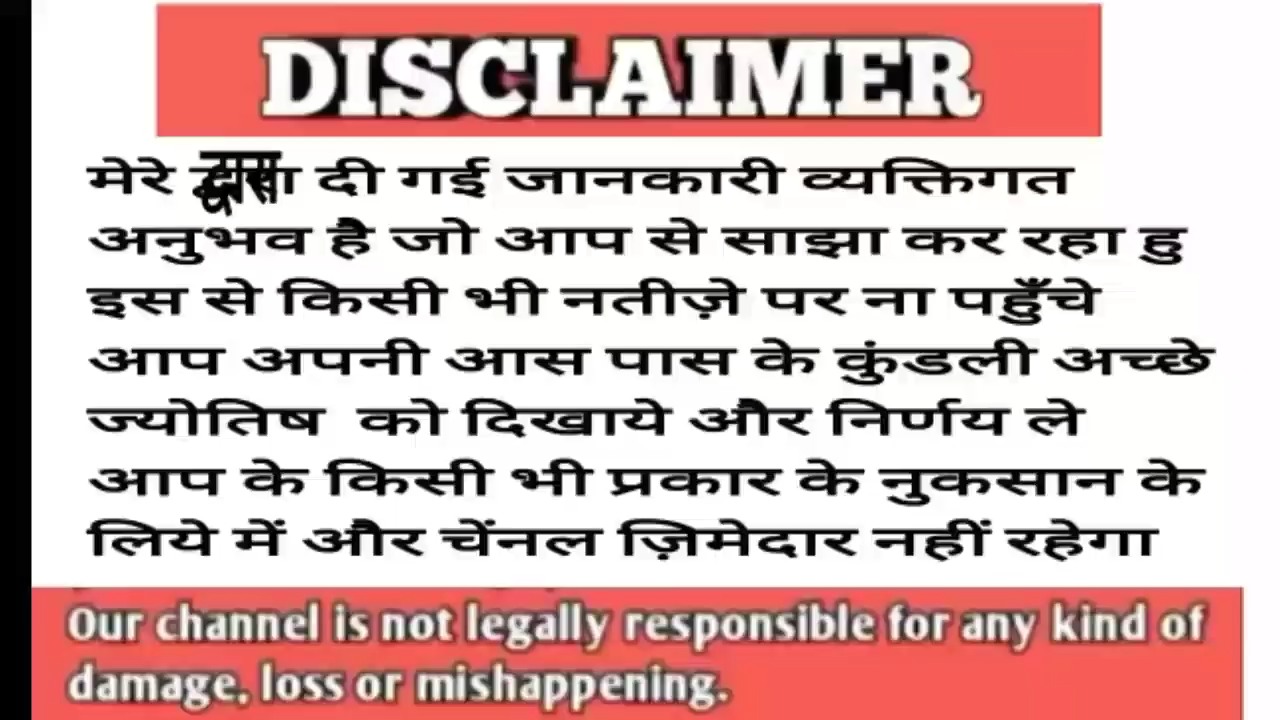 DISCLAIMER
मेरे द्वारा दी गई जानकारी व्यक्तिगत
अनुभव है जो आप से साझा कर रहा हु
इस से किसी भी नतीज़े पर ना पहुँचे
आप अपनी आस पास के कुंडली अच्छे
ज्योतिष को दिखाये और निर्णय ले
आप के किसी भी प्रकार के नुकसान के
लिये में और चेंनल ज़िमेदार नहीं रहेगा
Our channel is not legally responsible for any kind of
damage, loss or mishappening.